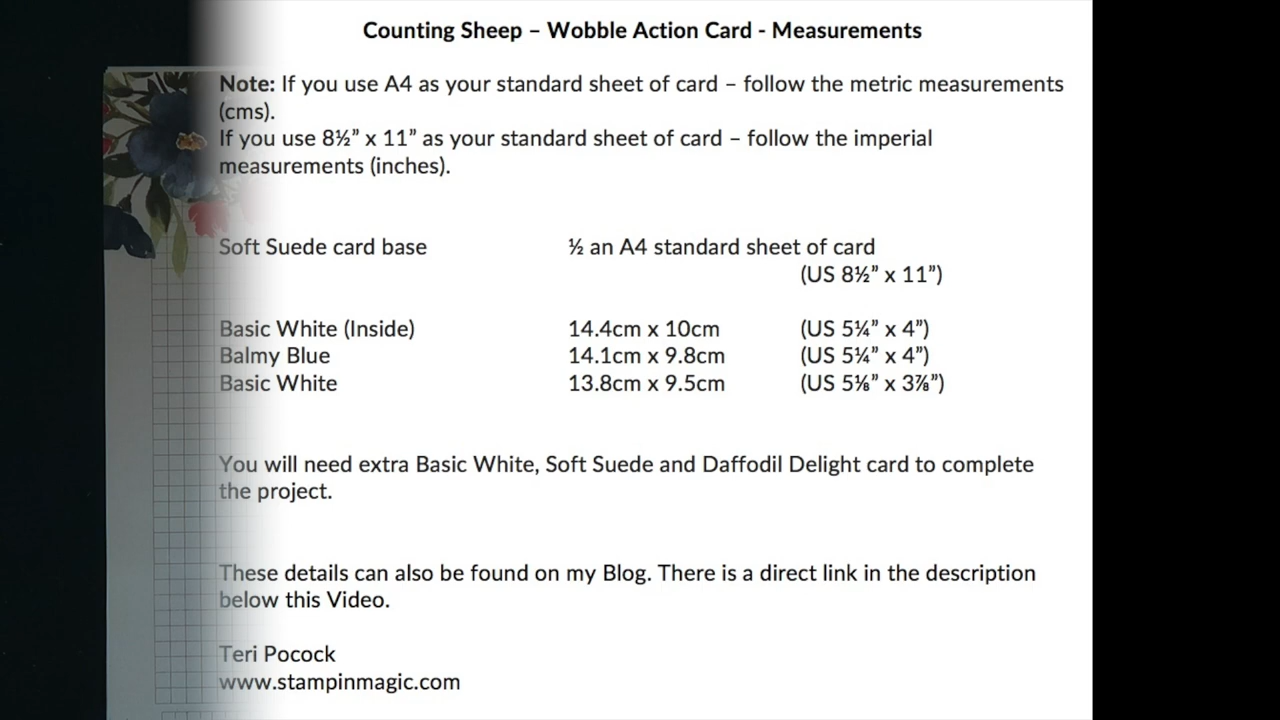 Counting Sheep – Wobble Action Card - Measurements
Note: If you use A4 as your standard sheet of card – follow the metric measurements
(cms).
If you use 8½” x 11” as your standard sheet of card – follow the imperial
measurements (inches).
Soft Suede card base ½ an A4 standard sheet of card
(US 8½” x 11”)
Basic White (Inside) 14.4cm x 10cm (US 5¼” x 4”)
Balmy Blue 14.1cm x 9.8cm (US 5¼” x 4”)
Basic White 13.8cm x 9.5cm (US 5⅛” x 3⅞”)
You will need extra Basic White, Soft Suede and Daffodil Delight card to complete
the project.
These details can also be found on my Blog. There is a direct link in the description
below this Video.
Teri Pocock
www.stampinmagic.com